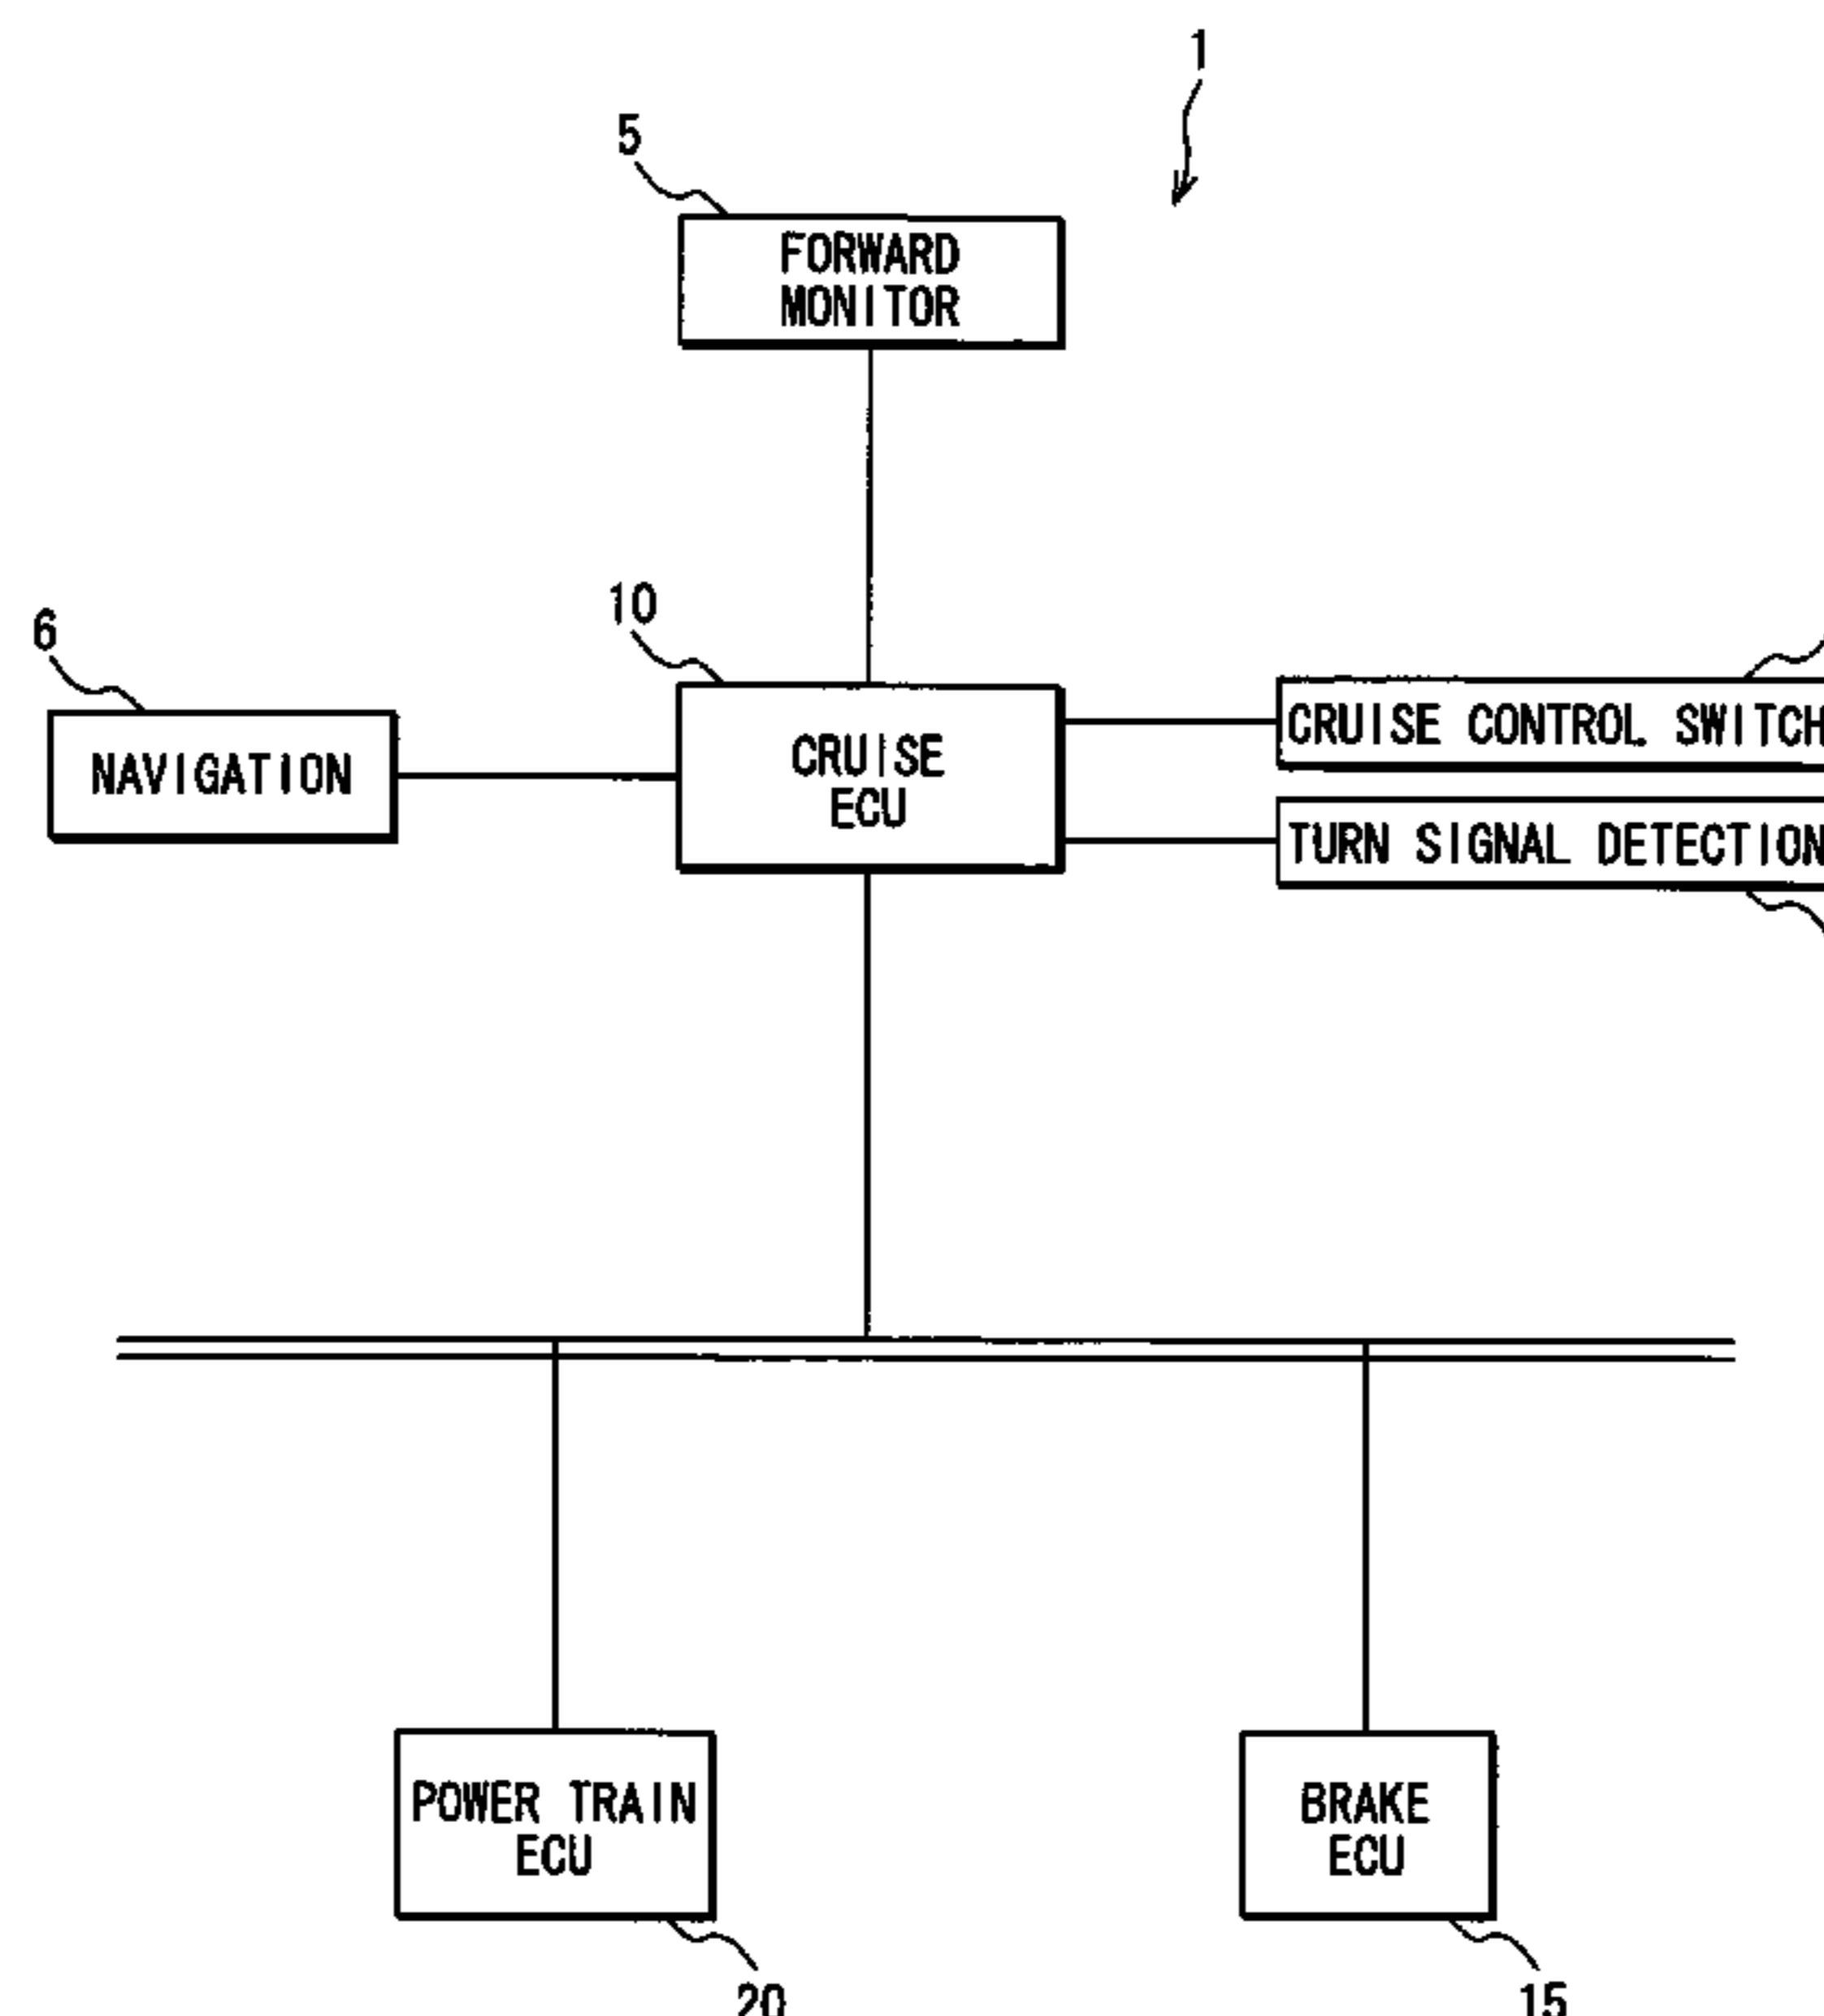 1
5
FORWARD
MONITOR
6
10
NAVIGATION
CRUISE
ECU
CRUISE CONTROL SWITCH
TURN SIGNAL DETECTION
POWER TRAIN
ECU
BRAKE
ECU
20
15